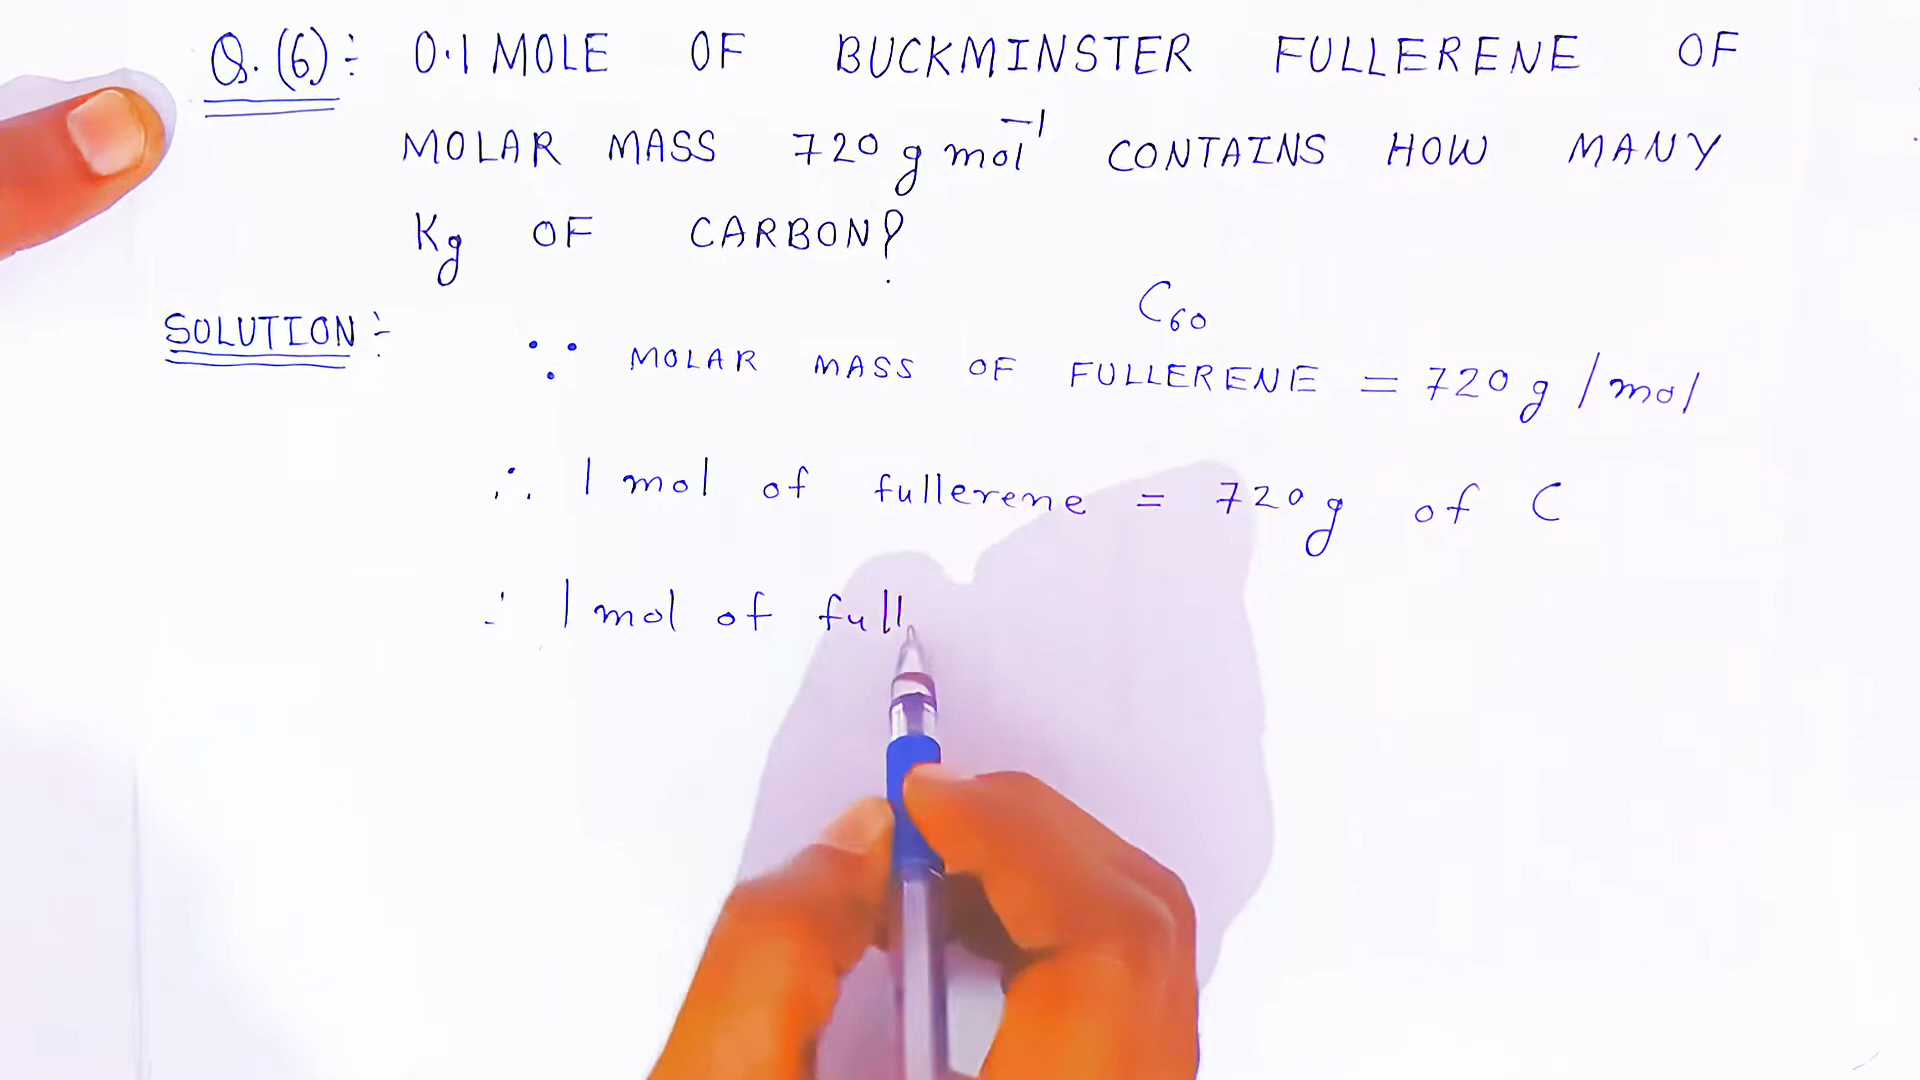 Q.(6):- 0.1 MOLE OF BUCKMINSTER FULLERENE OF
MOLAR MASS 720 g mol⁻¹ CONTAINS HOW MANY
Kg OF CARBON?
C₆₀
SOLUTION:- ∵ MOLAR MASS OF FULLERENE = 720 g / mol
∴ 1 mol of fullerene = 720 g of C
∴ 1 mol of full